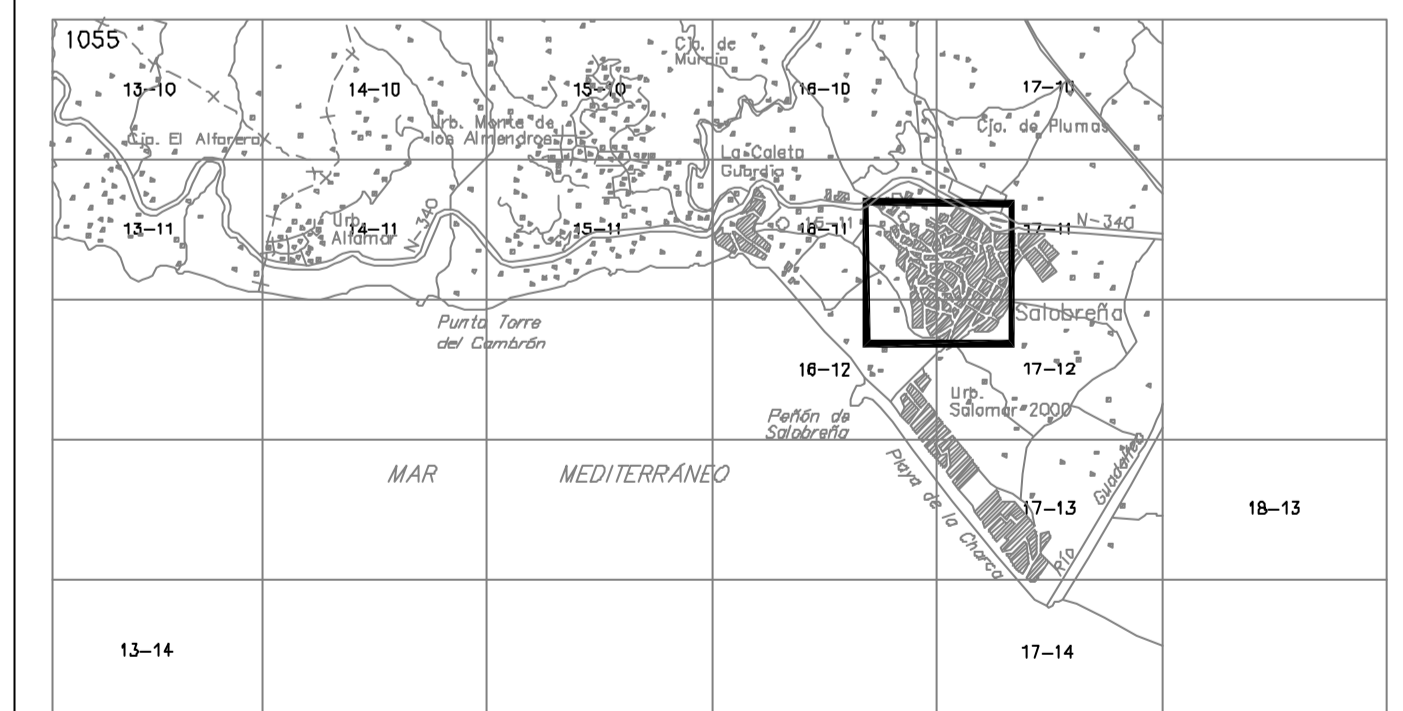 1055
Cjo. de
Murcia
13-10
14-10
15-10
16-10
17-10
Urb. Monte de
los Almendros
Cjo. El Alfarero
Cjo. de Plumas
La Caleta
Guardia
Urb.
Alfamar
N-340
13-11
14-11
15-11
16-11
17-11
N-340
Punta Torre
del Cambrón
Salobreña
16-12
17-12
Urb.
Salomar 2000
Peñón de
Salobreña
MAR MEDITERRÁNEO
Playa de la Charca
Río Guadalfeo
17-13
18-13
13-14
17-14